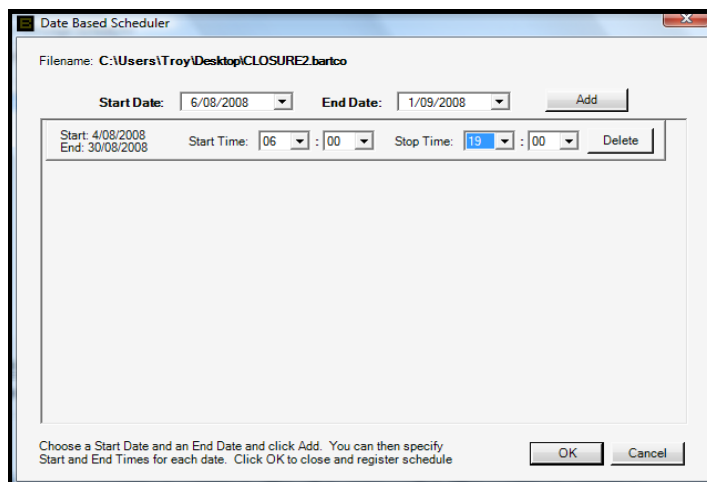 Date Based Scheduler
Filename: C:\Users\Troy\Desktop\CLOSURE2.bartco
Start Date: 6/08/2008 End Date: 1/09/2008 Add
Start: 4/08/2008
End: 30/08/2008
Start Time: 06 : 00 Stop Time: 19 : 00 Delete
Choose a Start Date and an End Date and click Add. You can then specify
Start and End Times for each date. Click OK to close and register schedule
OK Cancel